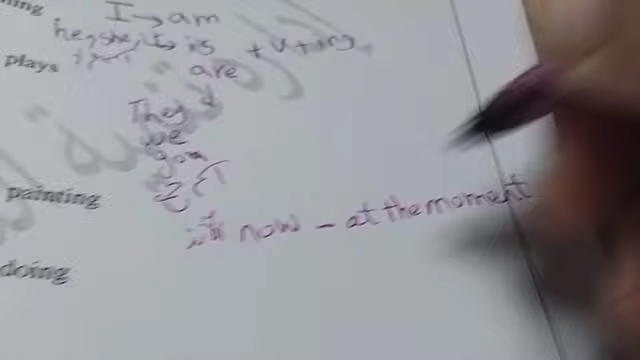 I → am
he, she, it → is + v + ing
plays
are
They
we
you
painting
now – at the moment
doing